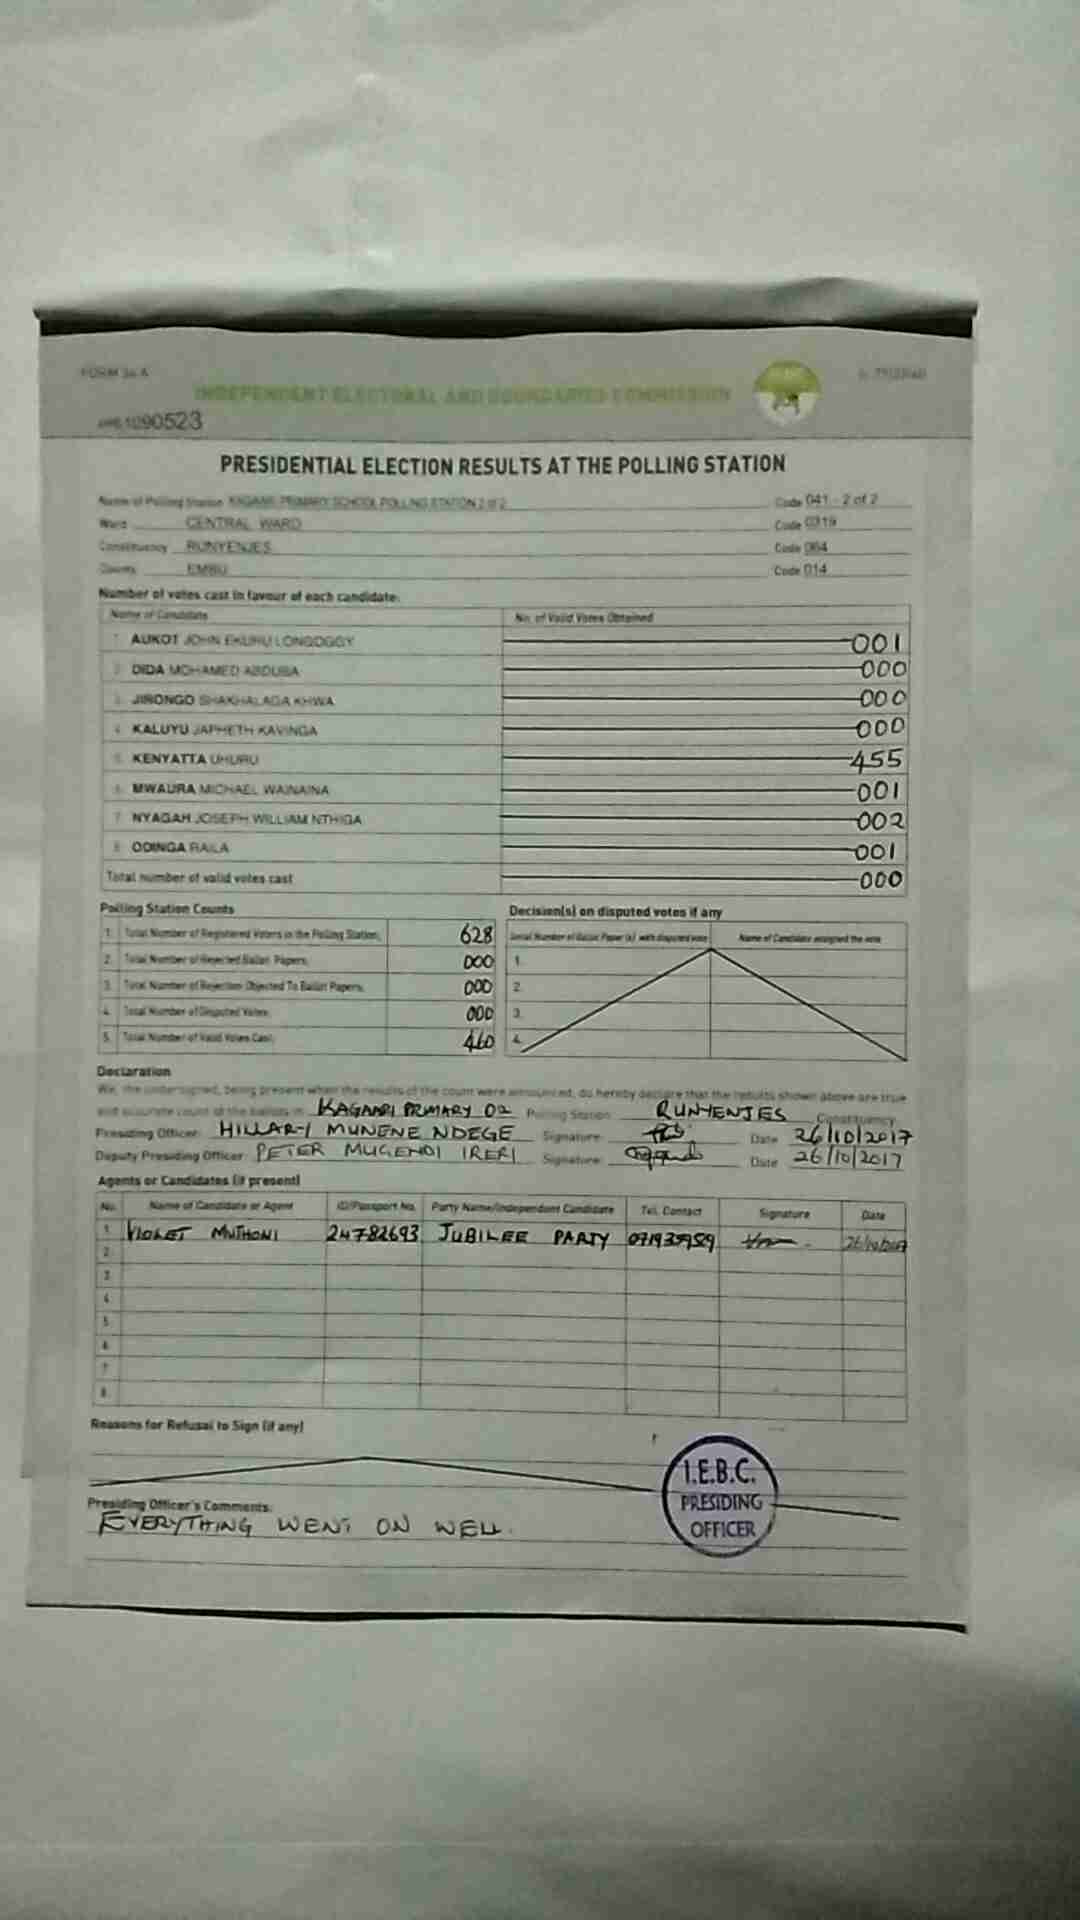 FORM 34 A
INDEPENDENT ELECTORAL AND BOUNDARIES COMMISSION
1090523
PRESIDENTIAL ELECTION RESULTS AT THE POLLING STATION
Name of Polling Station PRIMARY SCHOOL POLLING STATION 2 of 2 Code 041 - 2 of 2
Ward CENTRAL WARD Code 0319
Constituency RUNYENJES Code 064
County EMBU Code 014
Number of votes cast in favour of each candidate:
Name of Candidate No. of Valid Votes Obtained
1 AUKOT JOHN EKURU LONGOGGY 001
2. DIDA MOHAMED ABDUBA 000
3. JIRONGO SHAKHALAGA KHWA 000
4. KALUYU JAPHETH KAVINGA 000
5. KENYATTA UHURU 455
6. MWAURA MICHAEL WAINAINA 001
7. NYAGAH JOSEPH WILLIAM NTHIGA 002
8. ODINGA RAILA 001
Total number of valid votes cast 000
Polling Station Counts Decision(s) on disputed votes if any
1. Total Number of Registered Voters in the Polling Station 628
2. Total Number of Rejected Ballot Papers 000
3. Total Number of Rejection Objected To Ballot Papers 000
4. Total Number of Disputed Votes 000
5. Total Number of Valid Votes Cast 460
Serial Number of Ballot Paper (s) with disputed vote Name of Candidate assigned the vote
1.
2.
3.
4.
Declaration
We, the undersigned, being present when the results of the count were announced, do hereby declare that the results shown above are true
and accurate count of the ballots in KAGAARI PRIMARY 02 Polling Station RUNYENJES Constituency
Presiding Officer: HILLARY MUNENE NDEGE Signature: Date 26/10/2017
Deputy Presiding Officer PETER MUGENDI IRERI Signature: Date 26/10/2017
Agents or Candidates (if present)
No. Name of Candidate or Agent ID/Passport No. Party Name/Independent Candidate Tel. Contact Signature Date
1. VIOLET MUTHONI 24782693 JUBILEE PARTY 26/10/2017
2.
3.
4.
5.
6.
7.
8.
Reasons for Refusal to Sign (if any)
I.E.B.C.
PRESIDING
OFFICER
Presiding Officer's Comments:
EVERYTHING WENT ON WELL.